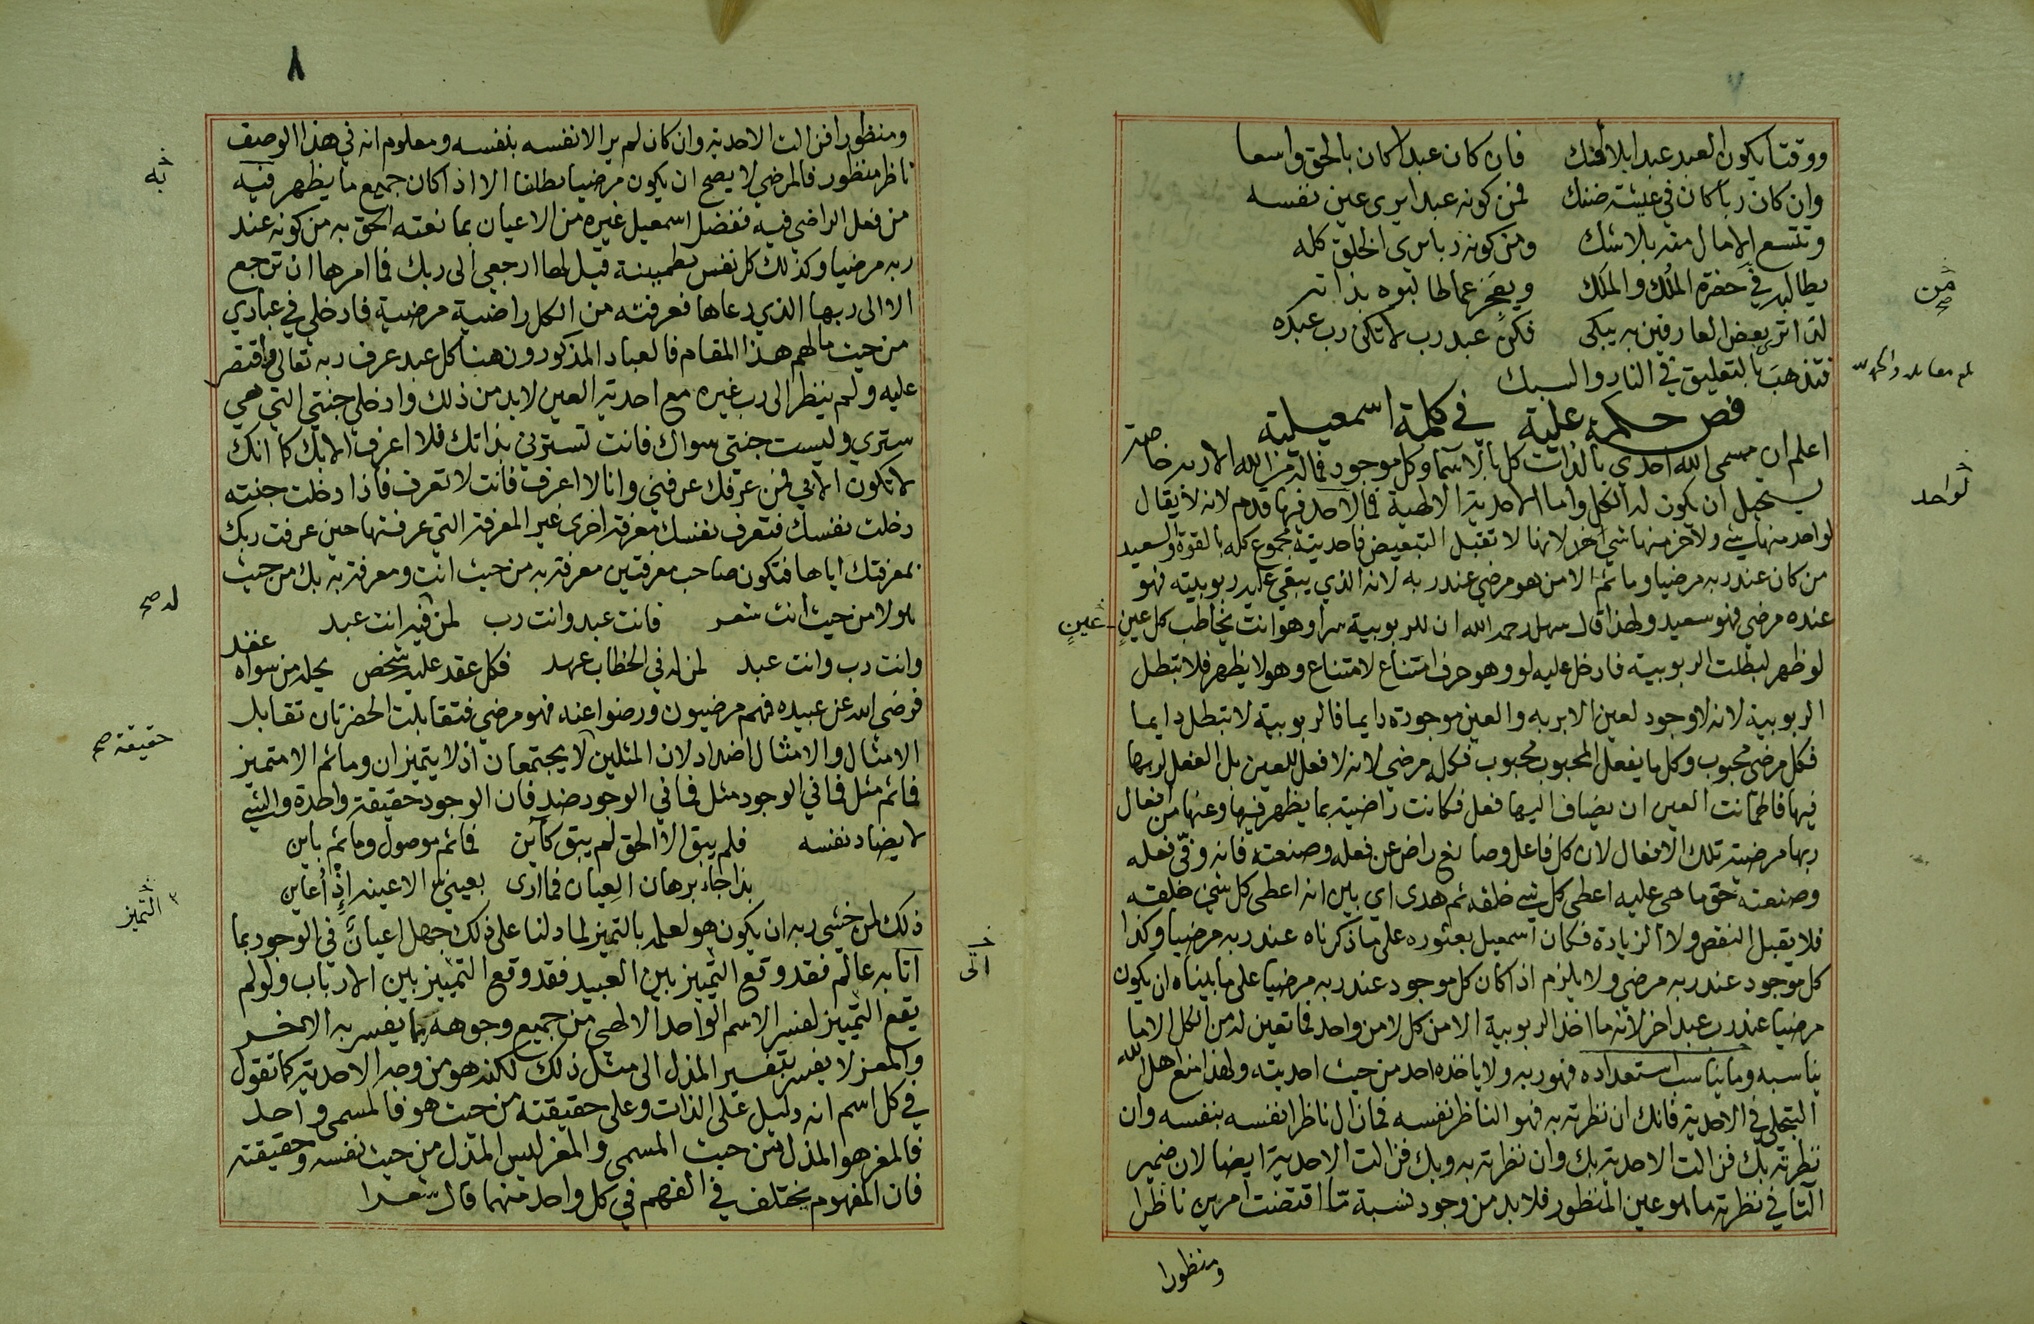 ٧
ووقتا يكون العبد عبدا بلا افك فان كان عبدا كان بالحق واسعا
وان كان ربا كان في عيشة ضنك فمن كونه عبدا يرى عين نفسه
وتتسع الامال منه بلا شك ومن كونه ربا يرى الخلق كله
يطالبه في حضرة الملك والملك ويعجز عما طالبوه بذاته
لذا تر بعض العارفين به يبكى فكن عبد رب لا تكن رب عبده
فتذهب بالتعليق في النار والسبك
فص حكمة علية في كلمة اسمعيلية
اعلم ان مسمى الله احدي بالذات كل بالاسما وكل موجود فماله من الله الا ربه خاصة
يستحيل ان يكون له الكل واما الاحدية الالهية فما لاحد فيها قدم لانه لا يقال
لواحد منها شئ ولاخر منها شئ اخر لانها لا تقبل التبعيض فاحديته مجموع كله بالقوة والسعيد
من كان عند ربه مرضيا وما ثم الا من هو مرضي عند ربه لانه الذي يبقي عليه ربوبيته فهو
عنده مرضي فهو سعيد ولهذا قال سهل رحمه الله ان للربوبية سرا وهو انت يخاطب كل عين
لو ظهر لبطلت الربوبية فادخل عليه لو وهو حرف امتناع لامتناع وهو لا يظهر فلا تبطل
الربوبية لانه لا وجود لعين الا بربه والعين موجودة دايما فالربوبية لا تبطل دايما
فكل مرضي محبوب وكل ما يفعل المحبوب محبوب فكله مرضي لانه لا فعل للعين بل الفعل لربها
فيها فاطمانت العين ان يضاف اليها فعل فكانت راضية بما يظهر فيها وعنها من افعال
ربها مرضية تلك الافعال لان كل فاعل وصانع راض عن فعله وصنعته فانه وفّى فعله
وصنعته حق ما هي عليه اعطى كل شئ خلقه ثم هدى اي بين انه اعطى كل شئ خلقه
فلا يقبل النقص ولا الزيادة فكان اسمعيل بعثوره على ما ذكرناه عند ربه مرضيا وكذا
كل موجود عند ربه مرضي ولا يلزم اذا كان كل موجود عند ربه مرضيا على ما بيناه ان يكون
مرضيا عند رب عبد اخر لانه ما اخذ الربوبية الا من كل لا من واحد فما تعين له من الكل الا ما
يناسبه وما يناسب استعداده فهو ربه ولا ياخذه احد من حيث احديته ولهذا منع اهل الله
التجلي في الاحدية فانك ان نظرته به فهو الناظر نفسه فما زال ناظرا نفسه بنفسه وان
نظرته بك فزالت الاحدية بك وان نظرته به وبك فزالت الاحدية ايضا لان ضمير
التا في نظرته ما هو عين المنظور فلا بد من وجود نسبة ما اقتضت امرين ناظرا
ومنظورا
من
لواحد
عين
٨
ومنظورا فزالت الاحدية وان كان لم ير الا نفسه بنفسه ومعلوم انه في هذا الوصف
ناظر منظور فالمرضي لا يصح ان يكون مرضيا مطلقا الا اذا كان جميع ما يظهر فيه
من فعل الراضي فيه ففضل اسمعيل غيره من الاعيان بما نعته الحق به من كونه عند
ربه مرضيا وكذلك كل نفس مطمينة قيل لها ارجعي الى ربك فما امرها ان ترجع
الا الى ربها الذي دعاها فعرفته من الكل راضية مرضية فادخلي في عبادي
من حيث ما لهم هذا المقام فالعباد المذكورون هنا كل عبد عرف ربه تعالى واقتصر
عليه ولم ينظر الى رب غيره مع احدية العين لا بد من ذلك وادخلي جنتي التي هي
ستري وليست جنتي سواك فانت تسترني بذاتك فلا اعرف الا بك كما انك
لا تكون الا بي فمن عرفك عرفني وانا لا اعرف فانت لا تعرف فاذا دخلت جنته
دخلت نفسك فتعرف نفسك معرفة اخرى غير المعرفة التي عرفتها حين عرفت ربك
بمعرفتك اياها فتكون صاحب معرفتين معرفة به من حيث انت ومعرفة به بك من حيث
هو لا من حيث انت شعر فانت عبد وانت رب لمن فيه انت عبد
وانت رب وانت عبد لمن له في الخطاب عهد فكل عقد عليه شخص يحله من سواه عقد
فرضي الله عن عبيده فهم مرضيون ورضوا عنه فهو مرضي فتقابلت الحضرتان تقابل
الامثال والامثال اضداد لان المثلين لا يجتمعان اذ لا يتميزان وما ثم الا متميز
فما ثم مثل فما في الوجود مثل فما في الوجود ضد فان الوجود حقيقة واحدة والشئ
لا يضاد نفسه فلم يبق الا الحق لم يبق كائن فما ثم موصول وما ثم باين
بذا جاء برهان العيان فما ارى بعيني الا عينه اذ اعاين
ذلك لمن خشي ربه ان يكون هو لعلمه بالتميز لما دلنا على ذلك جهل اعيان في الوجود بما
اتا به عالم فقد وقع التمييز بين العبيد فقد وقع التمييز بين الارباب ولو لم
يقع التمييز لفسر الاسم الواحد الالهي من جميع وجوهه بما يفسر به الاخر
والمعز لا يفسر بتفسير المذل الى مثل ذلك لكنه هو من وجه الاحدية كما تقول
في كل اسم انه دليل على الذات وعلى حقيقته من حيث هو فالمسمى واحد
فالمعز هو المذل من حيث المسمى والمعز ليس المذل من حيث نفسه وحقيقته
فان المفهوم يختلف في الفهم في كل واحد منهما قال شعرا
به
له صح
حقيقة صح
التميز
الى